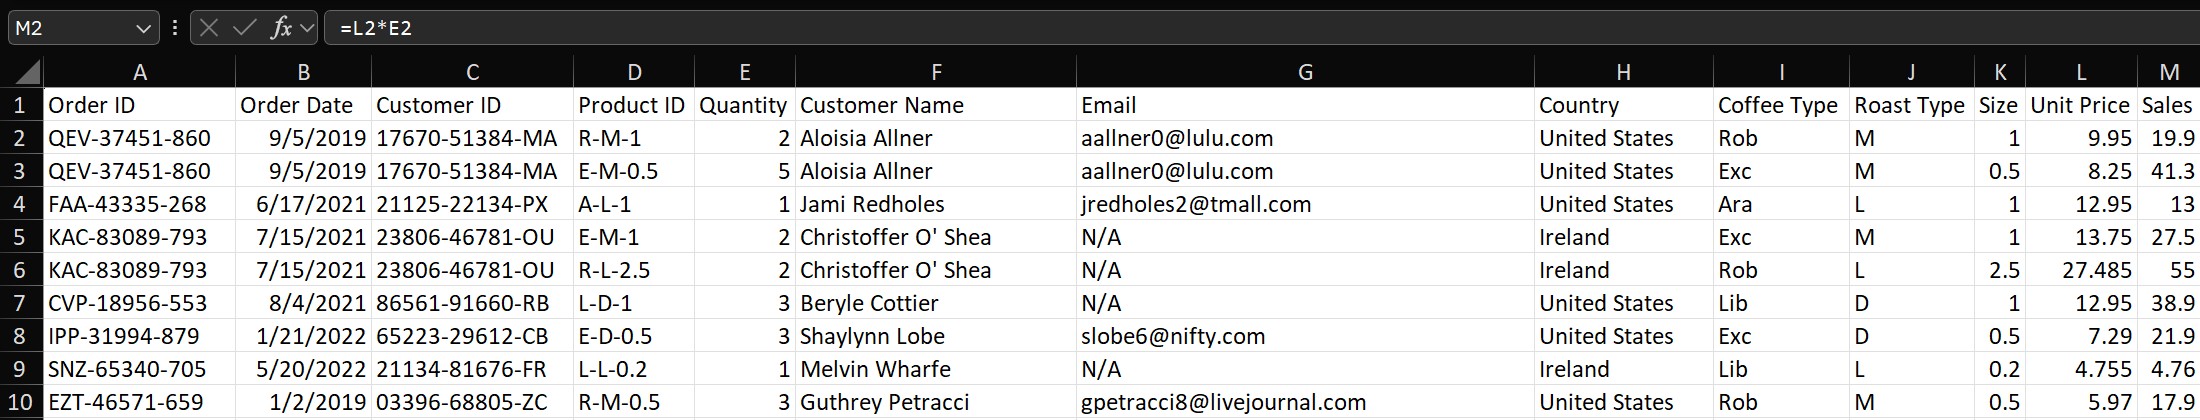 M2 fx =L2*E2
A B C D E F G H I J K L M
1 Order ID Order Date Customer ID Product ID Quantity Customer Name Email Country Coffee Type Roast Type Size Unit Price Sales
2 QEV-37451-860 9/5/2019 17670-51384-MA R-M-1 2 Aloisia Allner aallner0@lulu.com United States Rob M 1 9.95 19.9
3 QEV-37451-860 9/5/2019 17670-51384-MA E-M-0.5 5 Aloisia Allner aallner0@lulu.com United States Exc M 0.5 8.25 41.3
4 FAA-43335-268 6/17/2021 21125-22134-PX A-L-1 1 Jami Redholes jredholes2@tmall.com United States Ara L 1 12.95 13
5 KAC-83089-793 7/15/2021 23806-46781-OU E-M-1 2 Christoffer O' Shea N/A Ireland Exc M 1 13.75 27.5
6 KAC-83089-793 7/15/2021 23806-46781-OU R-L-2.5 2 Christoffer O' Shea N/A Ireland Rob L 2.5 27.485 55
7 CVP-18956-553 8/4/2021 86561-91660-RB L-D-1 3 Beryle Cottier N/A United States Lib D 1 12.95 38.9
8 IPP-31994-879 1/21/2022 65223-29612-CB E-D-0.5 3 Shaylynn Lobe slobe6@nifty.com United States Exc D 0.5 7.29 21.9
9 SNZ-65340-705 5/20/2022 21134-81676-FR L-L-0.2 1 Melvin Wharfe N/A Ireland Lib L 0.2 4.755 4.76
10 EZT-46571-659 1/2/2019 03396-68805-ZC R-M-0.5 3 Guthrey Petracci gpetracci8@livejournal.com United States Rob M 0.5 5.97 17.9